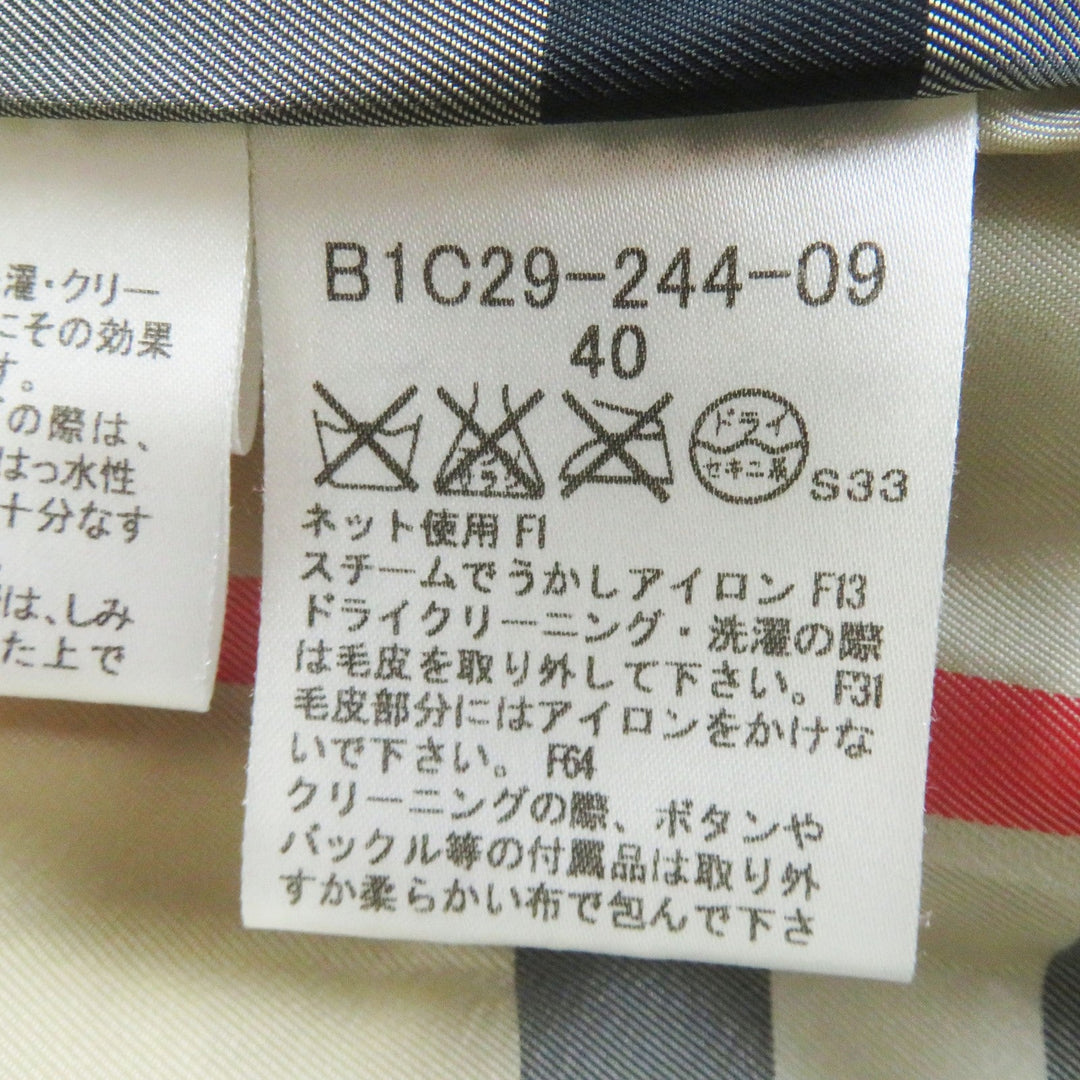 濯・クリー
にその効果
す。
の際は、
はっ水性
十分なす
は、しみ
た上で
B1C29-244-09
40
エンソ
サラシ
ドライ
セキユ系
S33
ネット使用 F1
スチームでうかしアイロン F13
ドライクリーニング・洗濯の際
は毛皮を取り外して下さい。F31
毛皮部分にはアイロンをかけな
いで下さい。 F64
クリーニングの際、ボタンや
バックル等の付属品は取り外
すか柔らかい布で包んで下さ